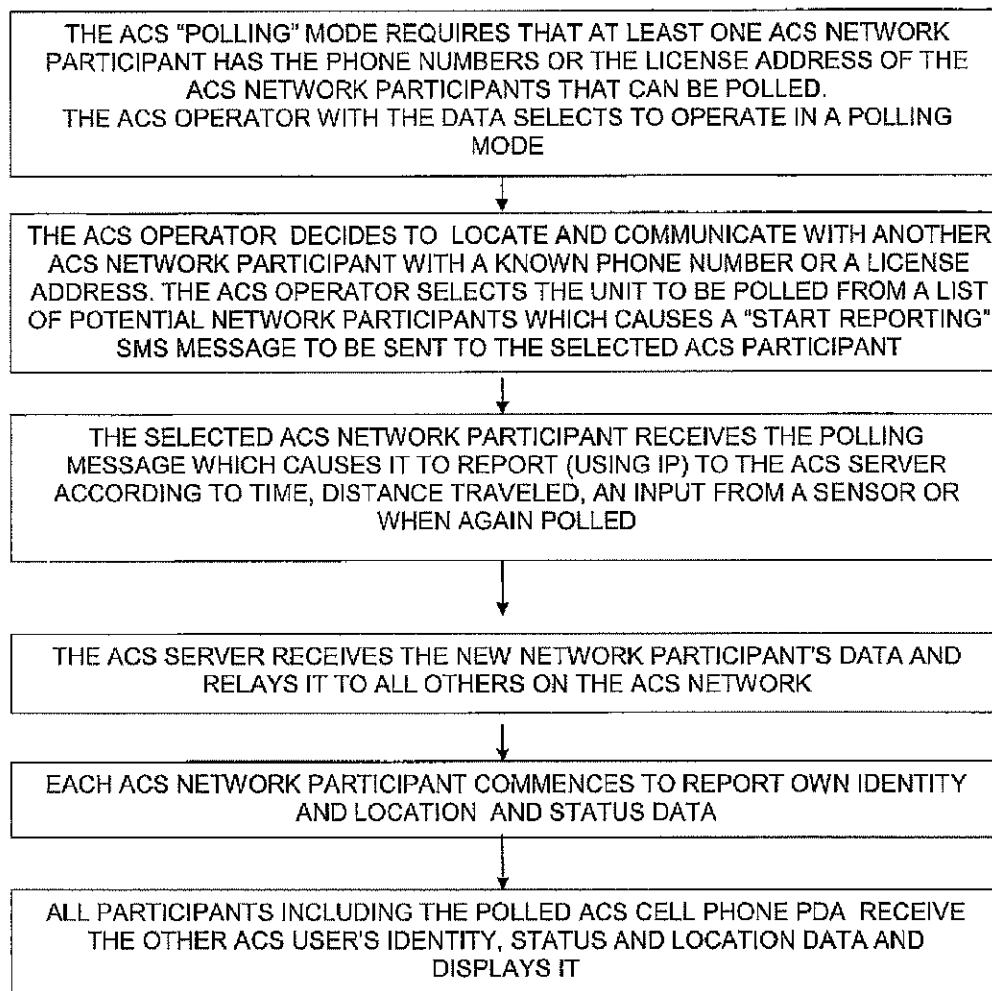 THE ACS “POLLING” MODE REQUIRES THAT AT LEAST ONE ACS NETWORK
PARTICIPANT HAS THE PHONE NUMBERS OR THE LICENSE ADDRESS OF THE
ACS NETWORK PARTICIPANTS THAT CAN BE POLLED.
THE ACS OPERATOR WITH THE DATA SELECTS TO OPERATE IN A POLLING
MODE
THE ACS OPERATOR DECIDES TO LOCATE AND COMMUNICATE WITH ANOTHER
ACS NETWORK PARTICIPANT WITH A KNOWN PHONE NUMBER OR A LICENSE
ADDRESS. THE ACS OPERATOR SELECTS THE UNIT TO BE POLLED FROM A LIST
OF POTENTIAL NETWORK PARTICIPANTS WHICH CAUSES A “START REPORTING”
SMS MESSAGE TO BE SENT TO THE SELECTED ACS PARTICIPANT
THE SELECTED ACS NETWORK PARTICIPANT RECEIVES THE POLLING
MESSAGE WHICH CAUSES IT TO REPORT (USING IP) TO THE ACS SERVER
ACCORDING TO TIME, DISTANCE TRAVELED, AN INPUT FROM A SENSOR OR
WHEN AGAIN POLLED
THE ACS SERVER RECEIVES THE NEW NETWORK PARTICIPANT'S DATA AND
RELAYS IT TO ALL OTHERS ON THE ACS NETWORK
EACH ACS NETWORK PARTICIPANT COMMENCES TO REPORT OWN IDENTITY
AND LOCATION AND STATUS DATA
ALL PARTICIPANTS INCLUDING THE POLLED ACS CELL PHONE PDA RECEIVE
THE OTHER ACS USER'S IDENTITY, STATUS AND LOCATION DATA AND
DISPLAYS IT